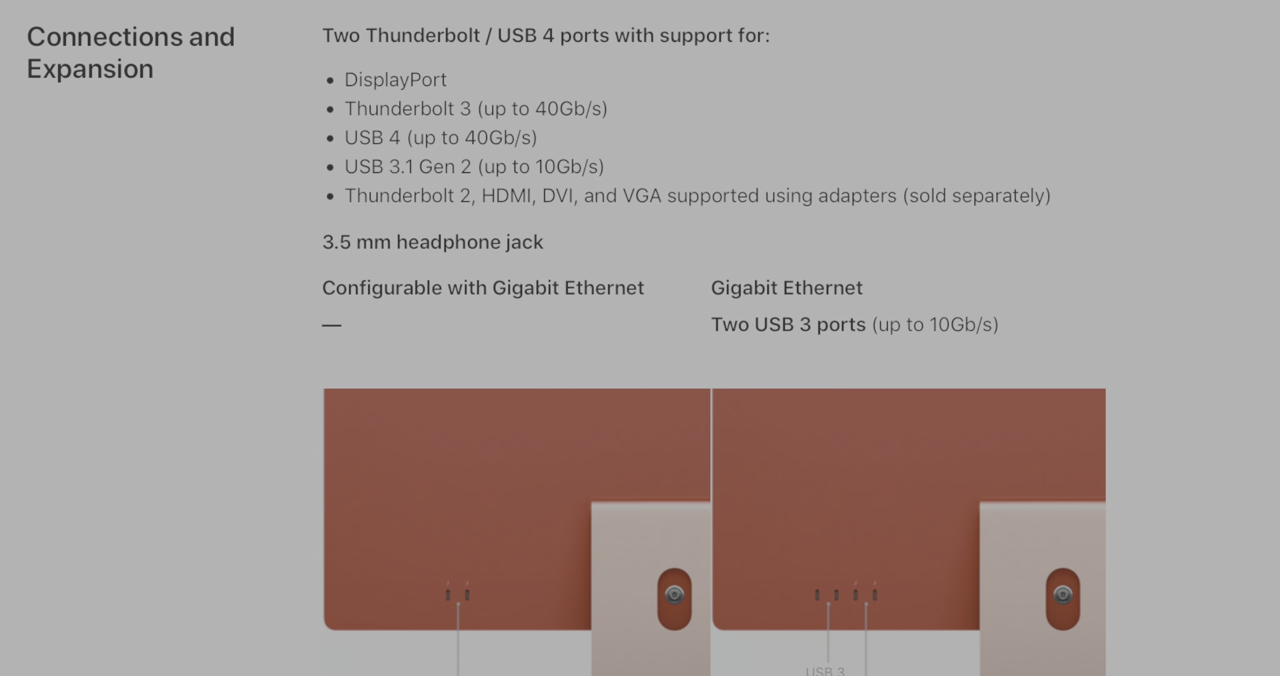 Connections and
Expansion
Two Thunderbolt / USB 4 ports with support for:
• DisplayPort
• Thunderbolt 3 (up to 40Gb/s)
• USB 4 (up to 40Gb/s)
• USB 3.1 Gen 2 (up to 10Gb/s)
• Thunderbolt 2, HDMI, DVI, and VGA supported using adapters (sold separately)
3.5 mm headphone jack
Configurable with Gigabit Ethernet
—
Gigabit Ethernet
Two USB 3 ports (up to 10Gb/s)
USB 3